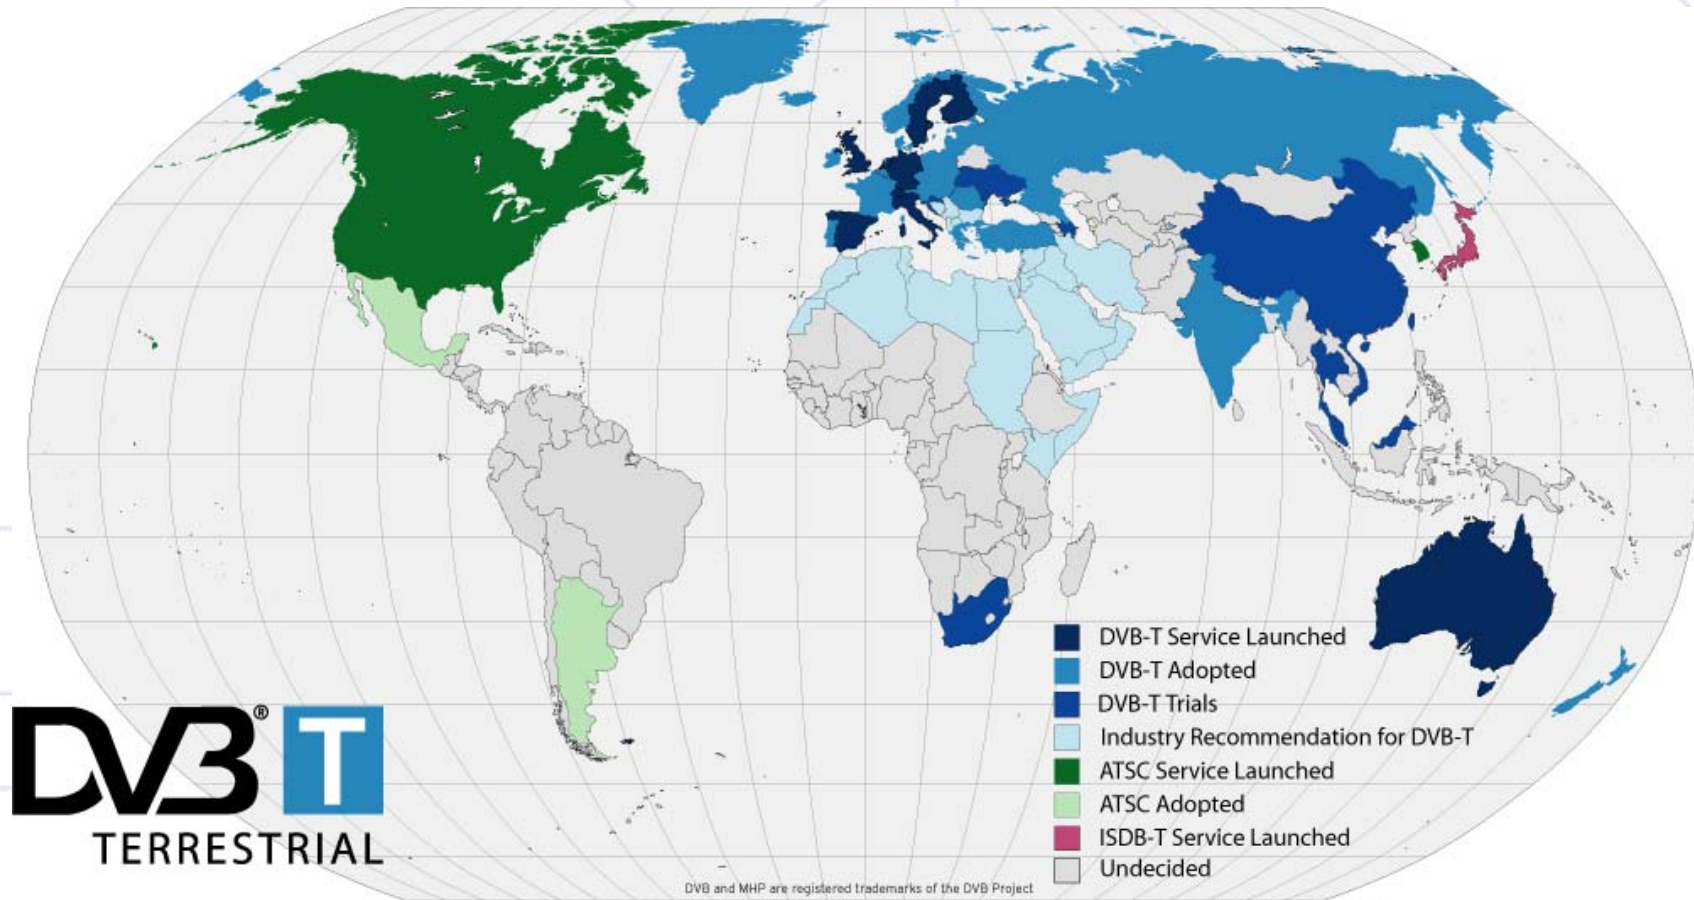 DVB-T Service Launched
DVB-T Adopted
DVB-T Trials
Industry Recommendation for DVB-T
ATSC Service Launched
ATSC Adopted
ISDB-T Service Launched
Undecided
DVB® T
TERRESTRIAL
DVB and MHP are registered trademarks of the DVB Project